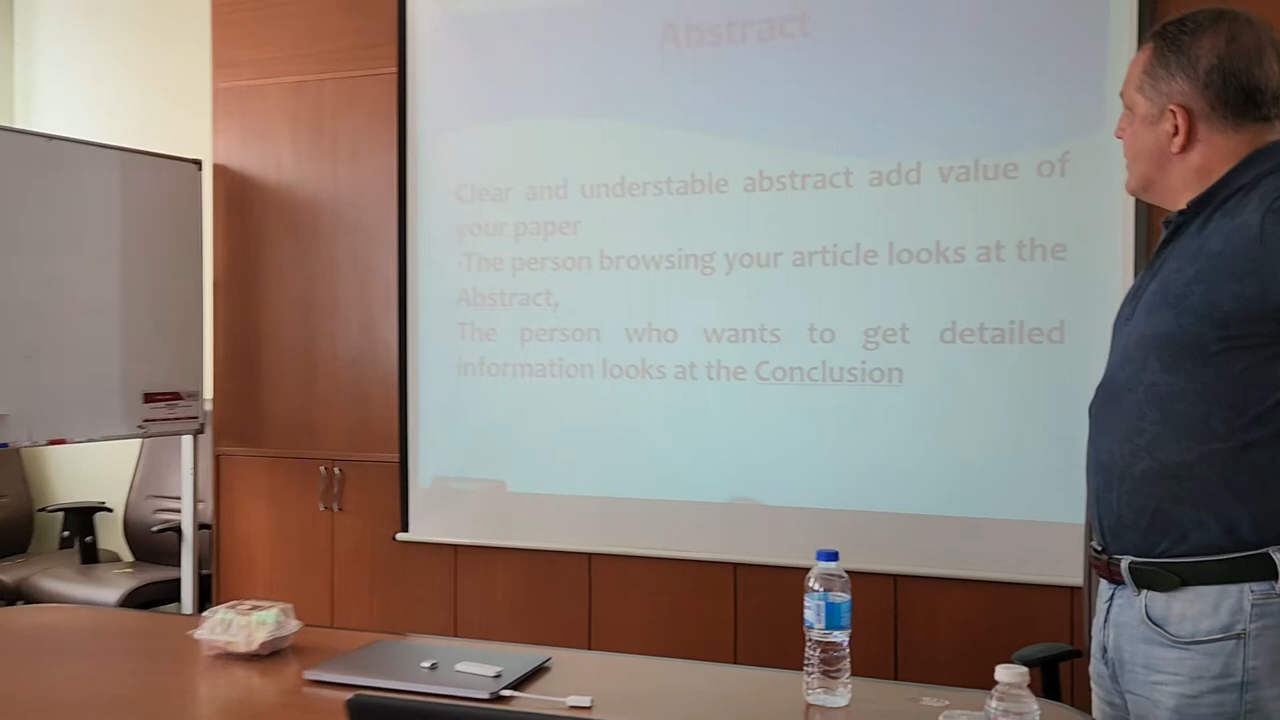 Abstract
Clear and understable abstract add value of
your paper
·The person browsing your article looks at the
Abstract,
The person who wants to get detailed
information looks at the Conclusion